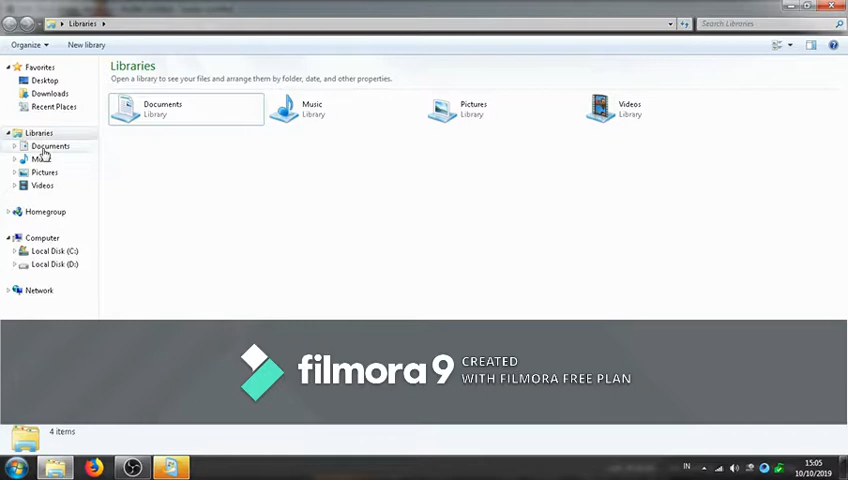 Libraries
Search Libraries
Organize
New library
Favorites
Desktop
Downloads
Recent Places
Libraries
Documents
Pictures
Videos
Homegroup
Computer
Local Disk (C:)
Local Disk (D:)
Network
Libraries
Open a library to see your files and arrange them by folder, date, and other properties.
Documents
Library
Music
Library
Pictures
Library
Videos
Library
filmora 9
CREATED
WITH FILMORA FREE PLAN
4 items
IN
15:05
10/10/2019